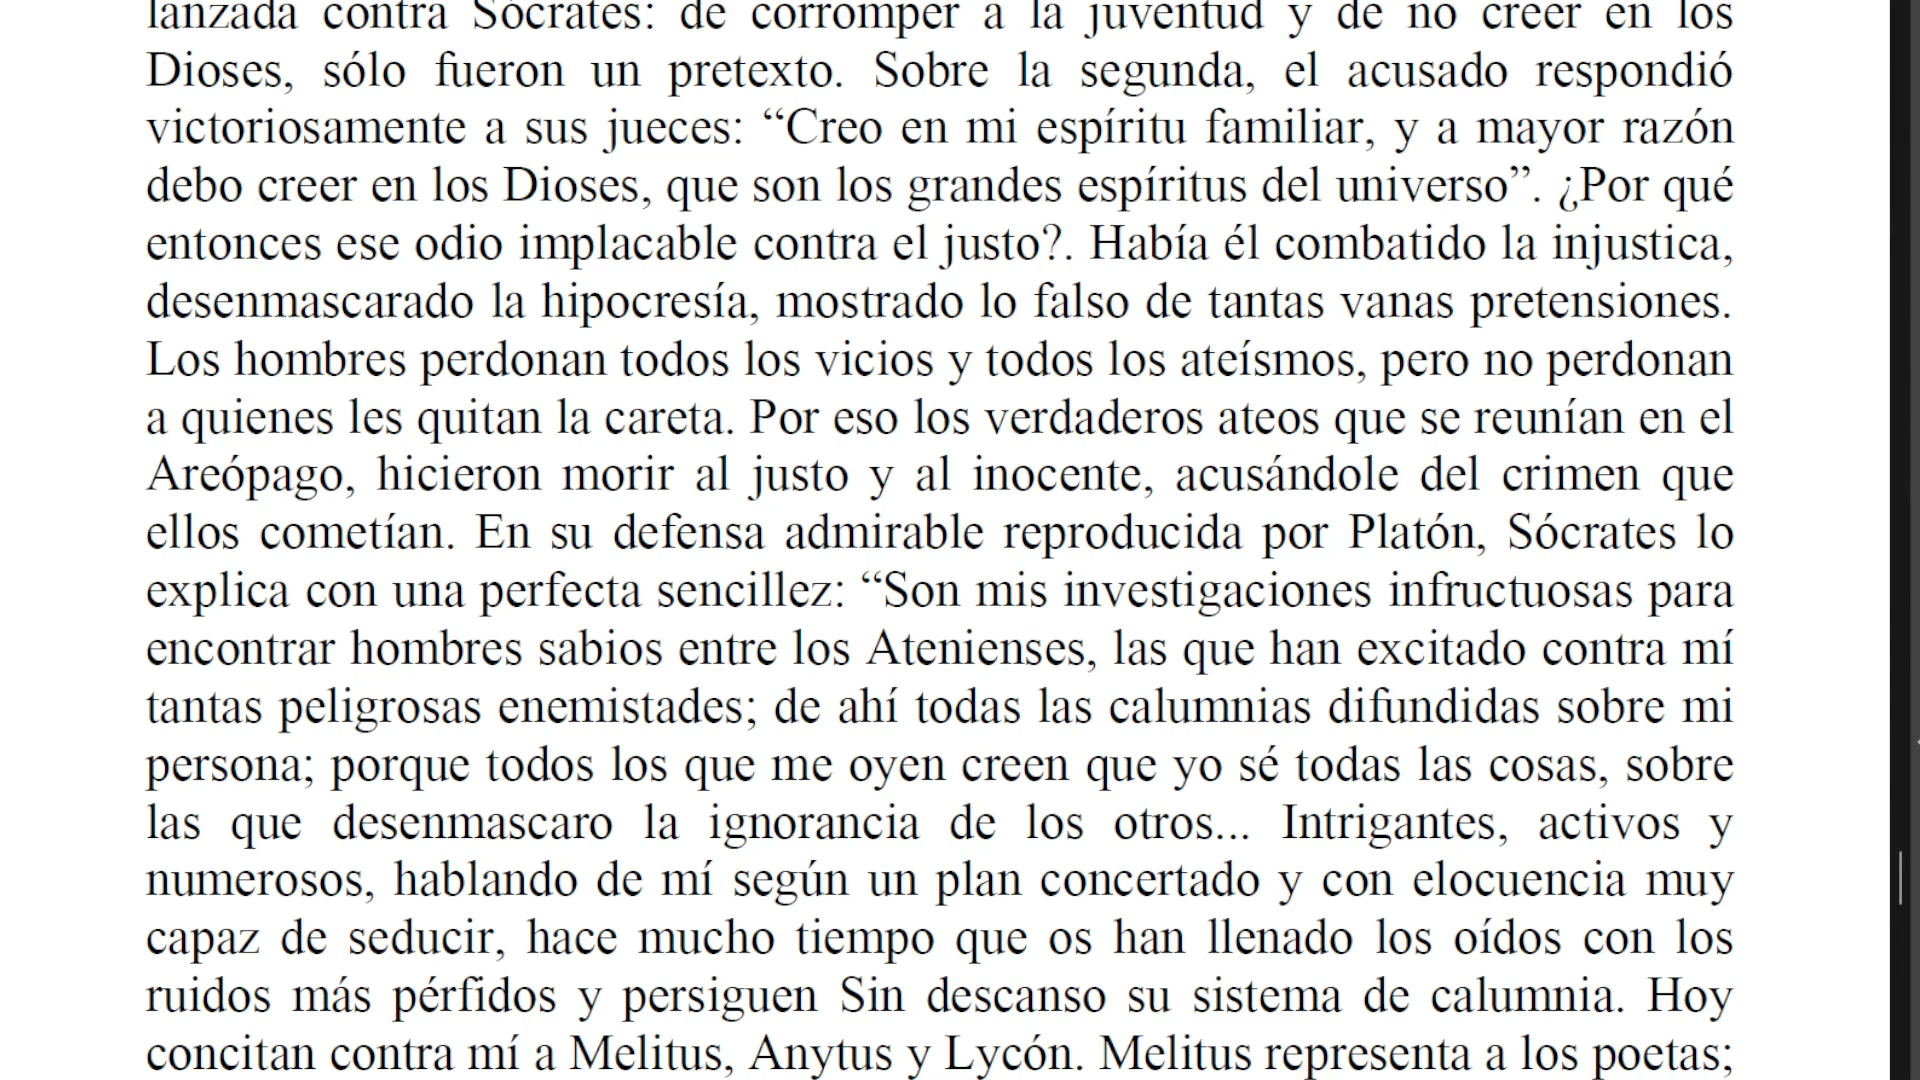 lanzada contra Sócrates: de corromper a la juventud y de no creer en los
Dioses, sólo fueron un pretexto. Sobre la segunda, el acusado respondió
victoriosamente a sus jueces: “Creo en mi espíritu familiar, y a mayor razón
debo creer en los Dioses, que son los grandes espíritus del universo”. ¿Por qué
entonces ese odio implacable contra el justo?. Había él combatido la injustica,
desenmascarado la hipocresía, mostrado lo falso de tantas vanas pretensiones.
Los hombres perdonan todos los vicios y todos los ateísmos, pero no perdonan
a quienes les quitan la careta. Por eso los verdaderos ateos que se reunían en el
Areópago, hicieron morir al justo y al inocente, acusándole del crimen que
ellos cometían. En su defensa admirable reproducida por Platón, Sócrates lo
explica con una perfecta sencillez: “Son mis investigaciones infructuosas para
encontrar hombres sabios entre los Atenienses, las que han excitado contra mí
tantas peligrosas enemistades; de ahí todas las calumnias difundidas sobre mi
persona; porque todos los que me oyen creen que yo sé todas las cosas, sobre
las que desenmascaro la ignorancia de los otros... Intrigantes, activos y
numerosos, hablando de mí según un plan concertado y con elocuencia muy
capaz de seducir, hace mucho tiempo que os han llenado los oídos con los
ruidos más pérfidos y persiguen Sin descanso su sistema de calumnia. Hoy
concitan contra mí a Melitus, Anytus y Lycón. Melitus representa a los poetas;